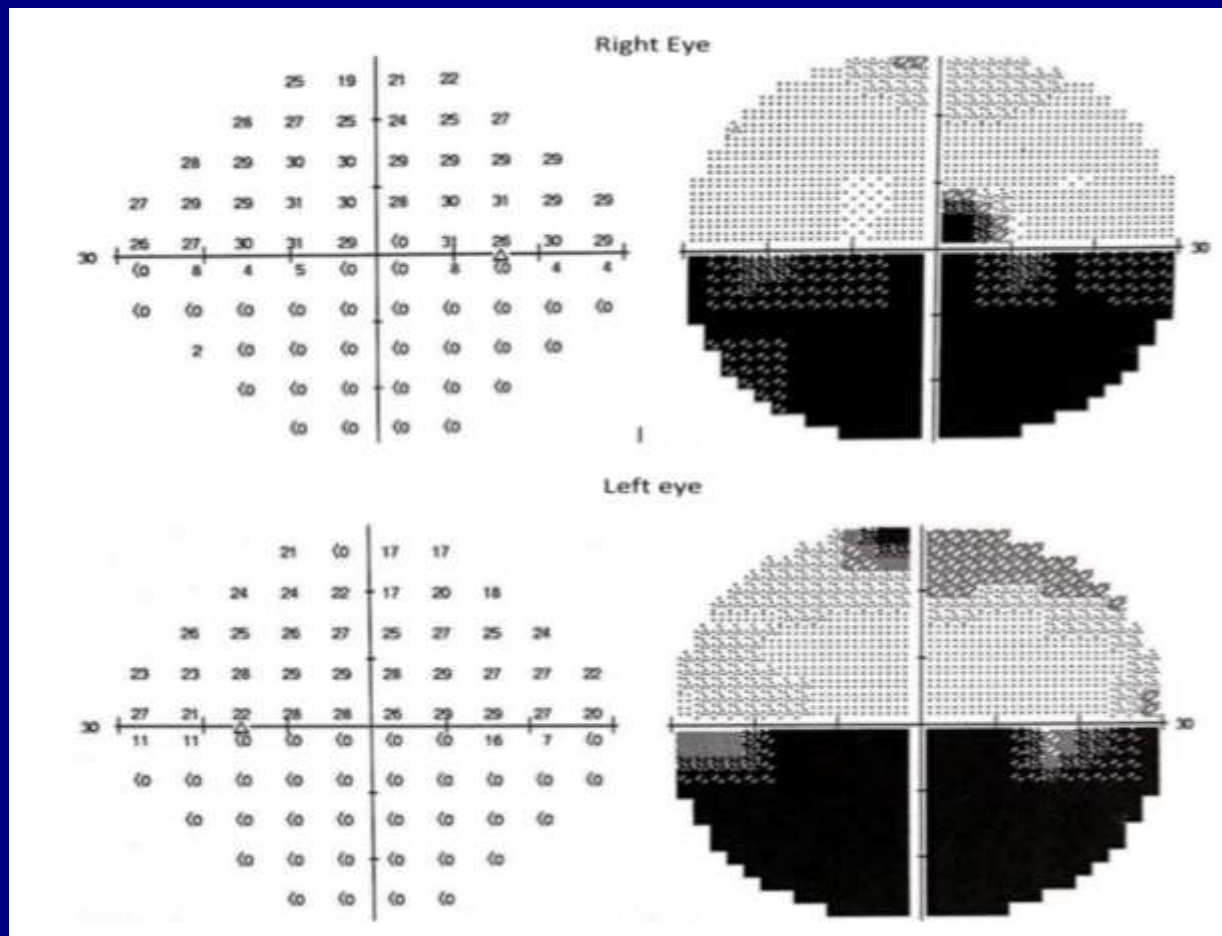 Right Eye
25 19 21 22
26 27 25 24 25 27
28 29 30 30 29 29 29 29
27 29 29 31 30 28 30 31 29 29
26 27 30 31 29 (0 31 26 30 29
30 30
(0 8 4 5 (0 (0 8 (0 4 4
(0 (0 (0 (0 (0 (0 (0 (0 (0 (0
2 (0 (0 (0 (0 (0 (0 (0
(0 (0 (0 (0 (0 (0
(0 (0 (0 (0
Left eye
21 (0 17 17
24 24 22 17 20 18
26 25 26 27 25 27 25 24
23 23 28 29 29 28 29 27 27 22
27 21 22 28 28 26 29 29 27 20
30 30
11 11 (0 (0 (0 (0 (0 16 7 (0
(0 (0 (0 (0 (0 (0 (0 (0 (0 (0
(0 (0 (0 (0 (0 (0 (0 (0
(0 (0 (0 (0 (0 (0
(0 (0 (0 (0